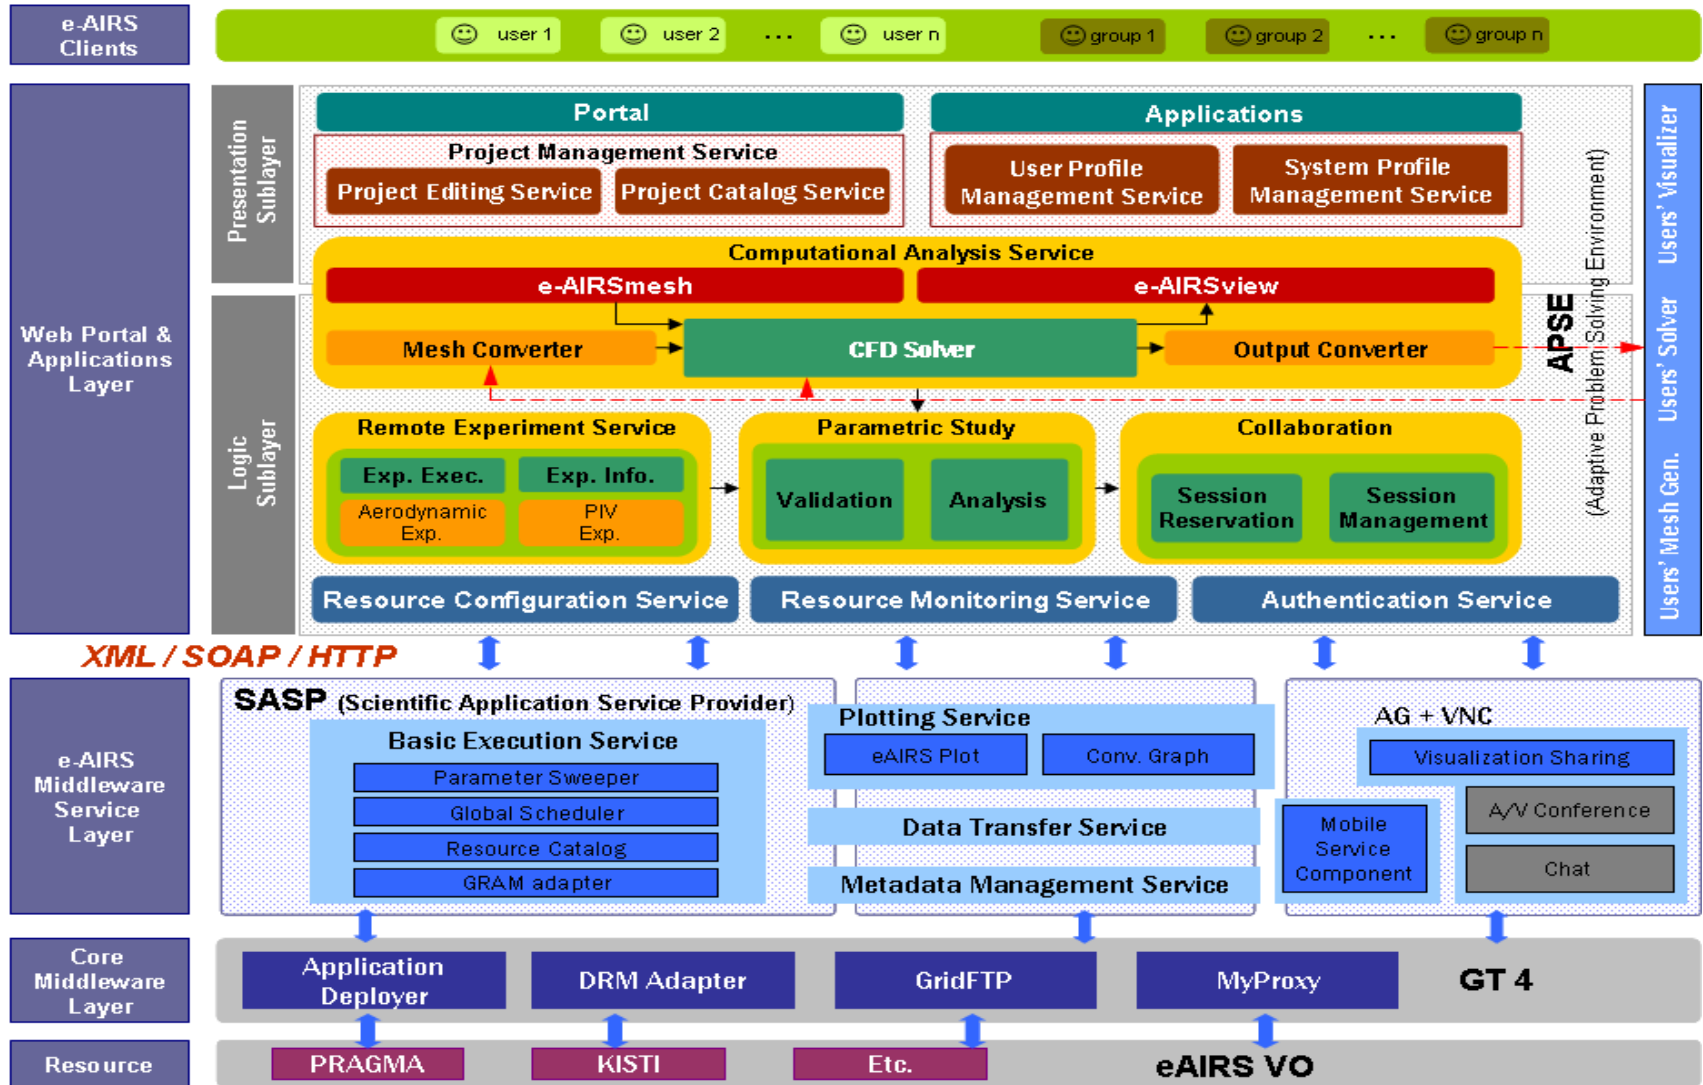 e-AIRS
Clients
user 1
user 2
...
user n
group 1
group 2
...
group n
Web Portal &
Applications
Layer
Presentation
Sublayer
Portal
Applications
Project Management Service
Project Editing Service
Project Catalog Service
User Profile
Management Service
System Profile
Management Service
Computational Analysis Service
e-AIRSmesh
e-AIRSview
Logic
Sublayer
Mesh Converter
CFD Solver
Output Converter
Remote Experiment Service
Exp. Exec.
Exp. Info.
Aerodynamic
Exp.
PIV
Exp.
Parametric Study
Validation
Analysis
Collaboration
Session
Reservation
Session
Management
APSE
(Adaptive Problem Solving Environment)
Users' Mesh Gen.
Users' Solver
Users' Visualizer
Resource Configuration Service
Resource Monitoring Service
Authentication Service
XML / SOAP / HTTP
e-AIRS
Middleware
Service
Layer
SASP (Scientific Application Service Provider)
Basic Execution Service
Parameter Sweeper
Global Scheduler
Resource Catalog
GRAM adapter
Plotting Service
eAIRS Plot
Conv. Graph
Data Transfer Service
Metadata Management Service
AG + VNC
Visualization Sharing
Mobile
Service
Component
A/V Conference
Chat
Core
Middleware
Layer
Application
Deployer
DRM Adapter
GridFTP
MyProxy
GT 4
Resource
PRAGMA
KISTI
Etc.
eAIRS VO